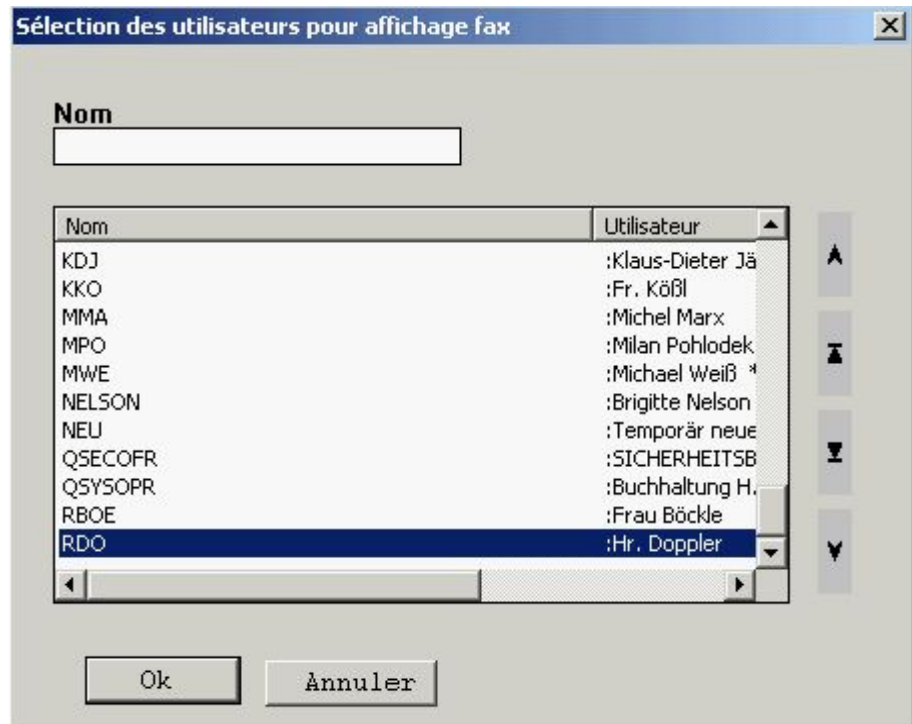 Sélection des utilisateurs pour affichage fax
Nom
Nom Utilisateur
KDJ :Klaus-Dieter Jä
KKO :Fr. Kößl
MMA :Michel Marx
MPO :Milan Pohlodek
MWE :Michael Weiß *
NELSON :Brigitte Nelson
NEU :Temporär neue
QSECOFR :SICHERHEITSB
QSYSOPR :Buchhaltung H.
RBOE :Frau Böckle
RDO :Hr. Doppler
Ok Annuler